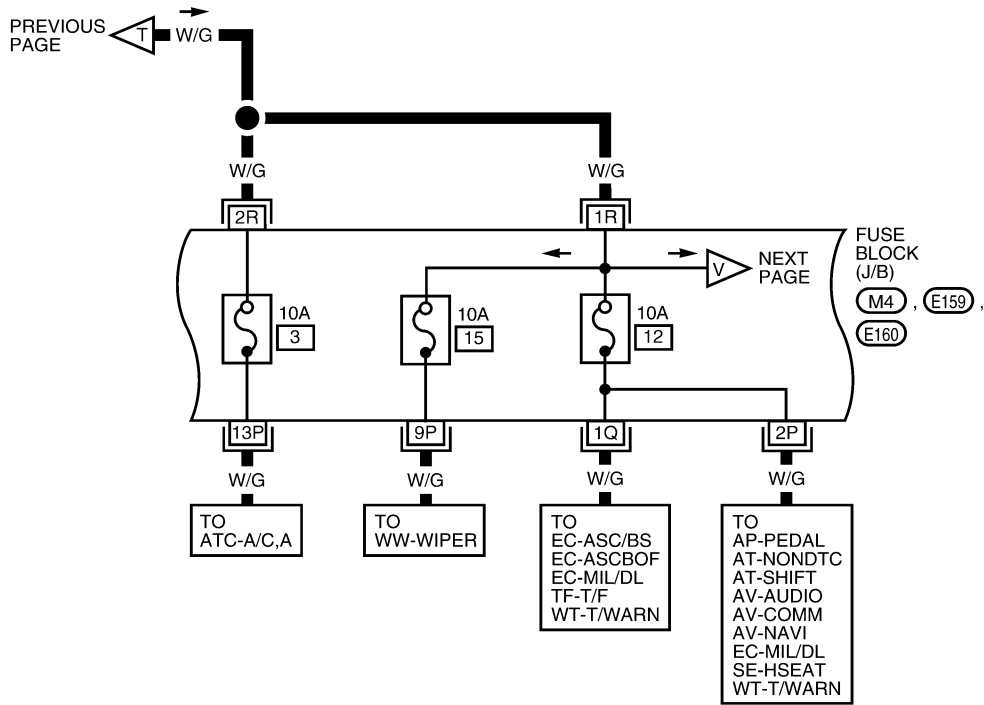 PREVIOUS
PAGE
T
W/G
W/G
W/G
2R
1R
FUSE
BLOCK
(J/B)
M4 , E159 ,
E160
V
NEXT
PAGE
10A
3
10A
15
10A
12
13P
9P
1Q
2P
W/G
W/G
W/G
W/G
TO
ATC-A/C,A
TO
WW-WIPER
TO
EC-ASC/BS
EC-ASCBOF
EC-MIL/DL
TF-T/F
WT-T/WARN
TO
AP-PEDAL
AT-NONDTC
AT-SHIFT
AV-AUDIO
AV-COMM
AV-NAVI
EC-MIL/DL
SE-HSEAT
WT-T/WARN